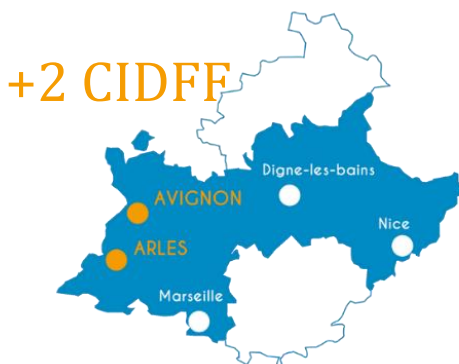 +2 CIDFF
Digne-les-bains
AVIGNON
Nice
ARLES
Marseille